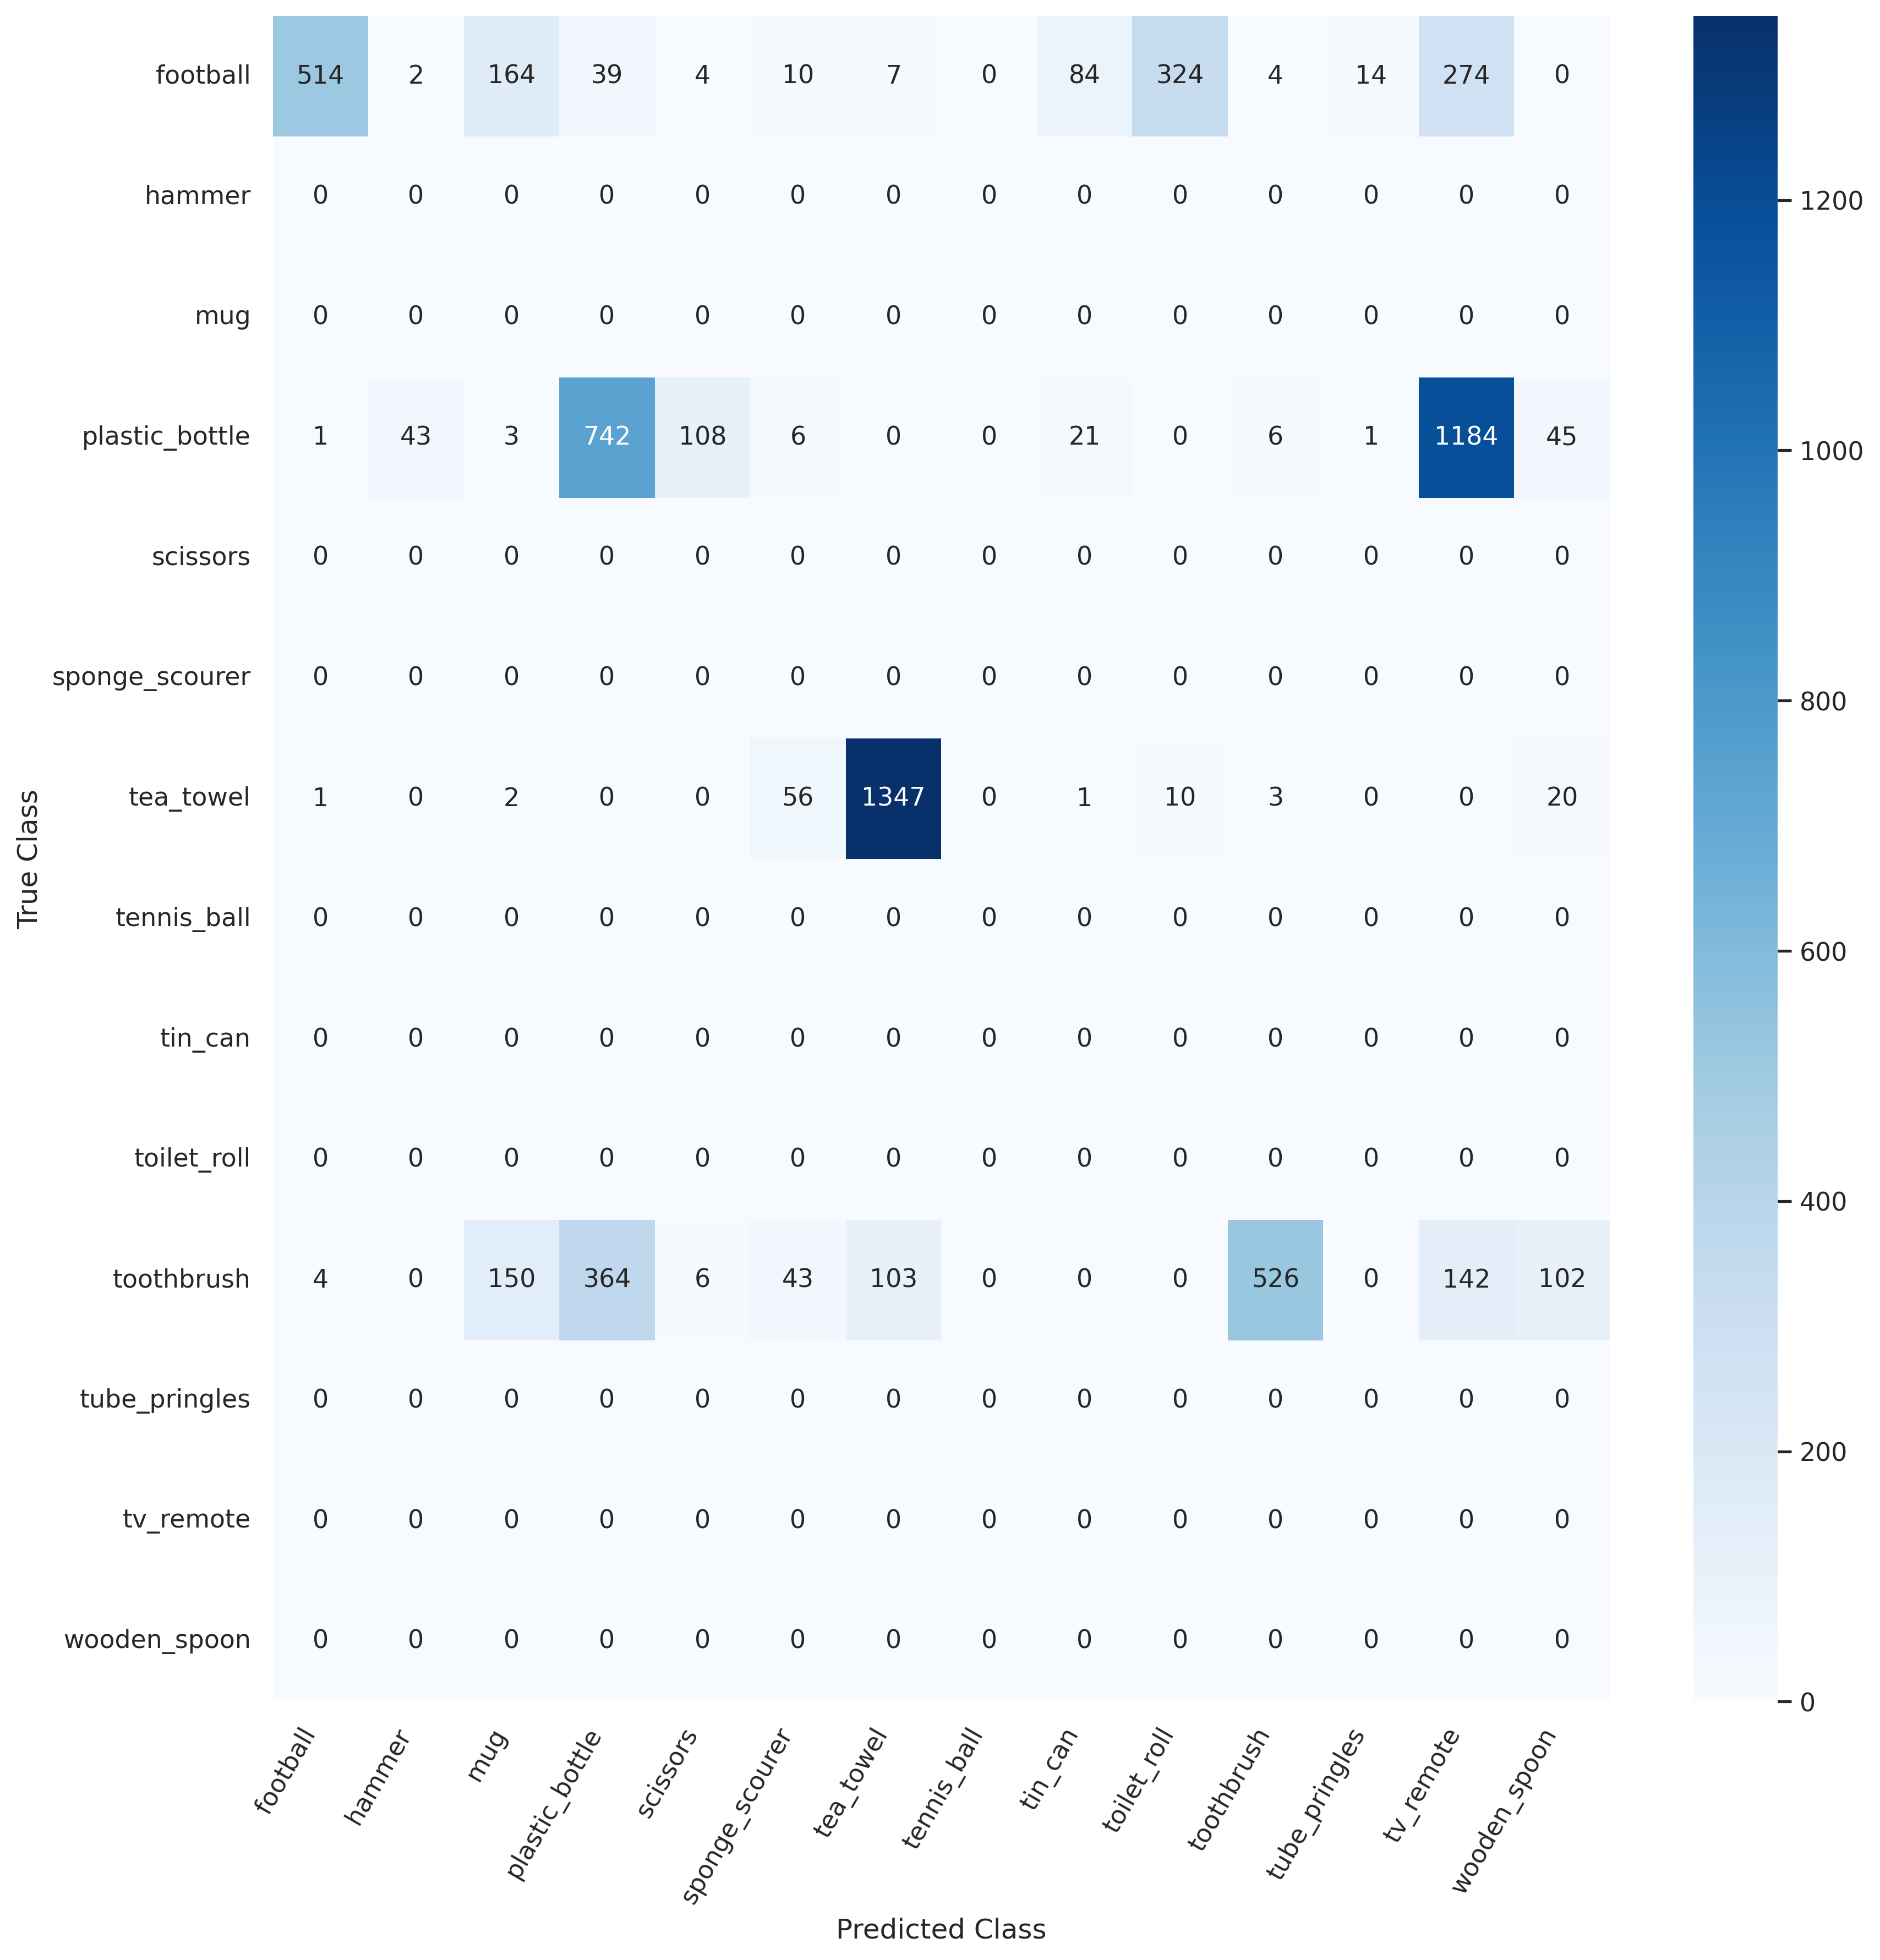 football 514 2 164 39 4 10 7 0 84 324 4 14 274 0
hammer 0 0 0 0 0 0 0 0 0 0 0 0 0 0
mug 0 0 0 0 0 0 0 0 0 0 0 0 0 0
plastic_bottle 1 43 3 742 108 6 0 0 21 0 6 1 1184 45
scissors 0 0 0 0 0 0 0 0 0 0 0 0 0 0
sponge_scourer 0 0 0 0 0 0 0 0 0 0 0 0 0 0
tea_towel 1 0 2 0 0 56 1347 0 1 10 3 0 0 20
tennis_ball 0 0 0 0 0 0 0 0 0 0 0 0 0 0
tin_can 0 0 0 0 0 0 0 0 0 0 0 0 0 0
toilet_roll 0 0 0 0 0 0 0 0 0 0 0 0 0 0
toothbrush 4 0 150 364 6 43 103 0 0 0 526 0 142 102
tube_pringles 0 0 0 0 0 0 0 0 0 0 0 0 0 0
tv_remote 0 0 0 0 0 0 0 0 0 0 0 0 0 0
wooden_spoon 0 0 0 0 0 0 0 0 0 0 0 0 0 0
True Class
football hammer mug plastic_bottle scissors sponge_scourer tea_towel tennis_ball tin_can toilet_roll toothbrush tube_pringles tv_remote wooden_spoon
Predicted Class
1200
1000
800
600
400
200
0